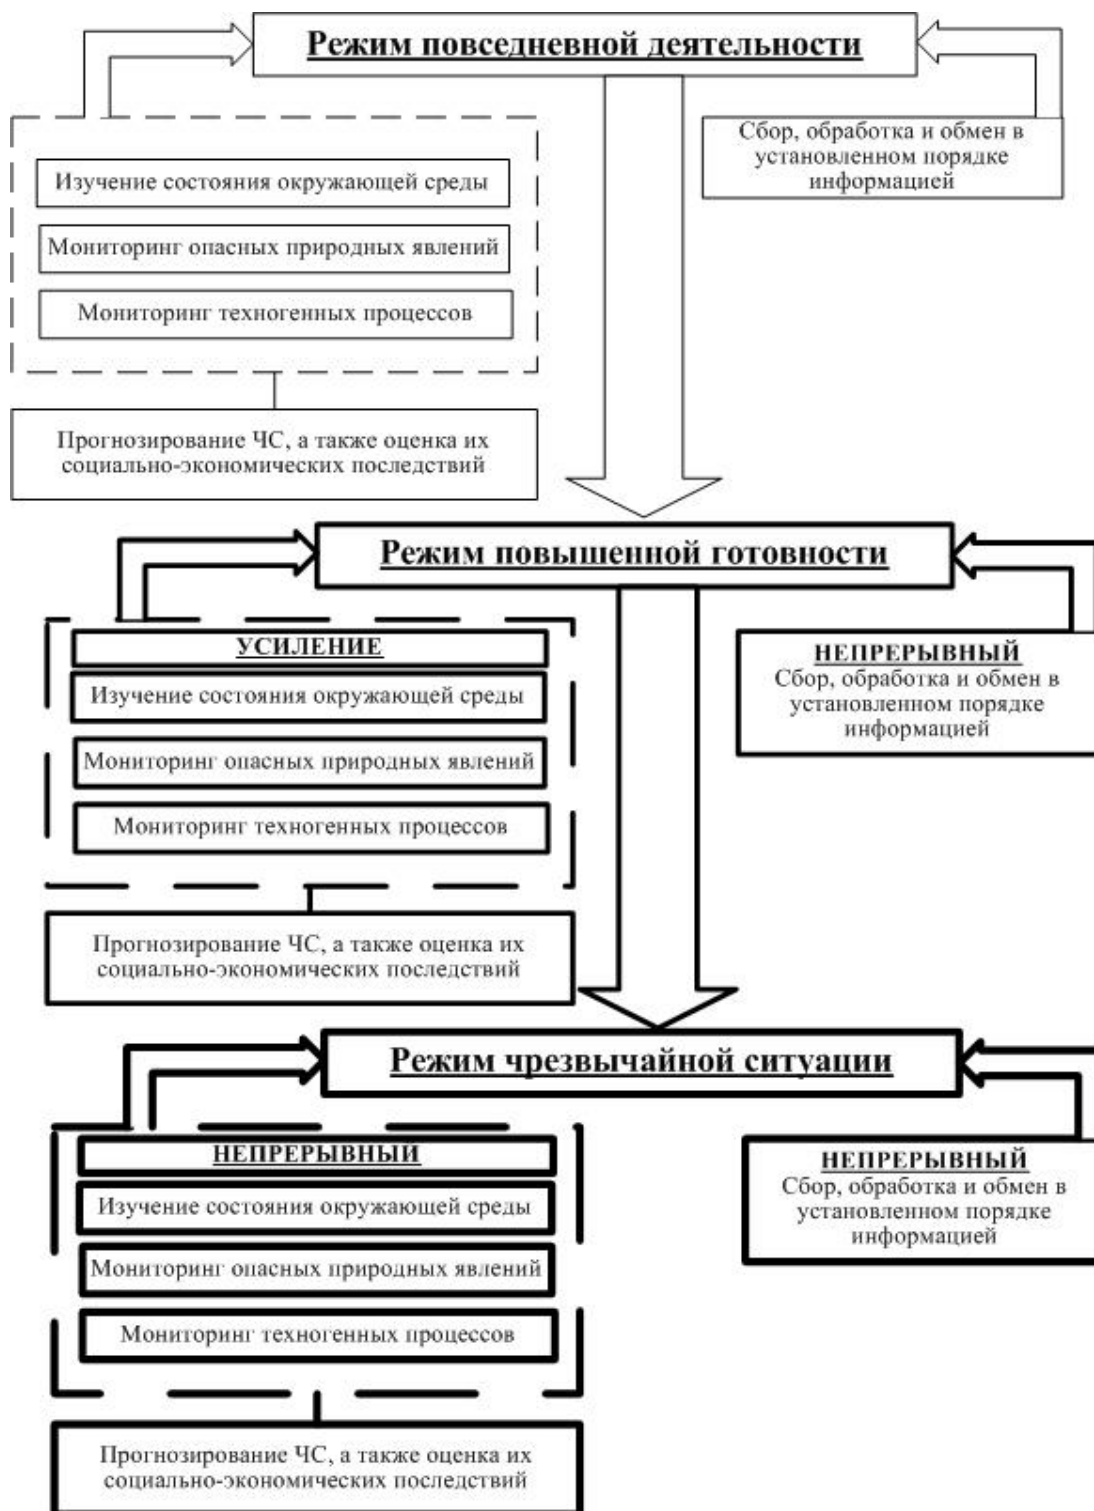 Режим повседневной деятельности
Сбор, обработка и обмен в
установленном порядке
информацией
Изучение состояния окружающей среды
Мониторинг опасных природных явлений
Мониторинг техногенных процессов
Прогнозирование ЧС, а также оценка их
социально-экономических последствий
Режим повышенной готовности
УСИЛЕНИЕ
Изучение состояния окружающей среды
Мониторинг опасных природных явлений
Мониторинг техногенных процессов
НЕПРЕРЫВНЫЙ
Сбор, обработка и обмен в
установленном порядке
информацией
Прогнозирование ЧС, а также оценка их
социально-экономических последствий
Режим чрезвычайной ситуации
НЕПРЕРЫВНЫЙ
Изучение состояния окружающей среды
Мониторинг опасных природных явлений
Мониторинг техногенных процессов
НЕПРЕРЫВНЫЙ
Сбор, обработка и обмен в
установленном порядке
информацией
Прогнозирование ЧС, а также оценка их
социально-экономических последствий